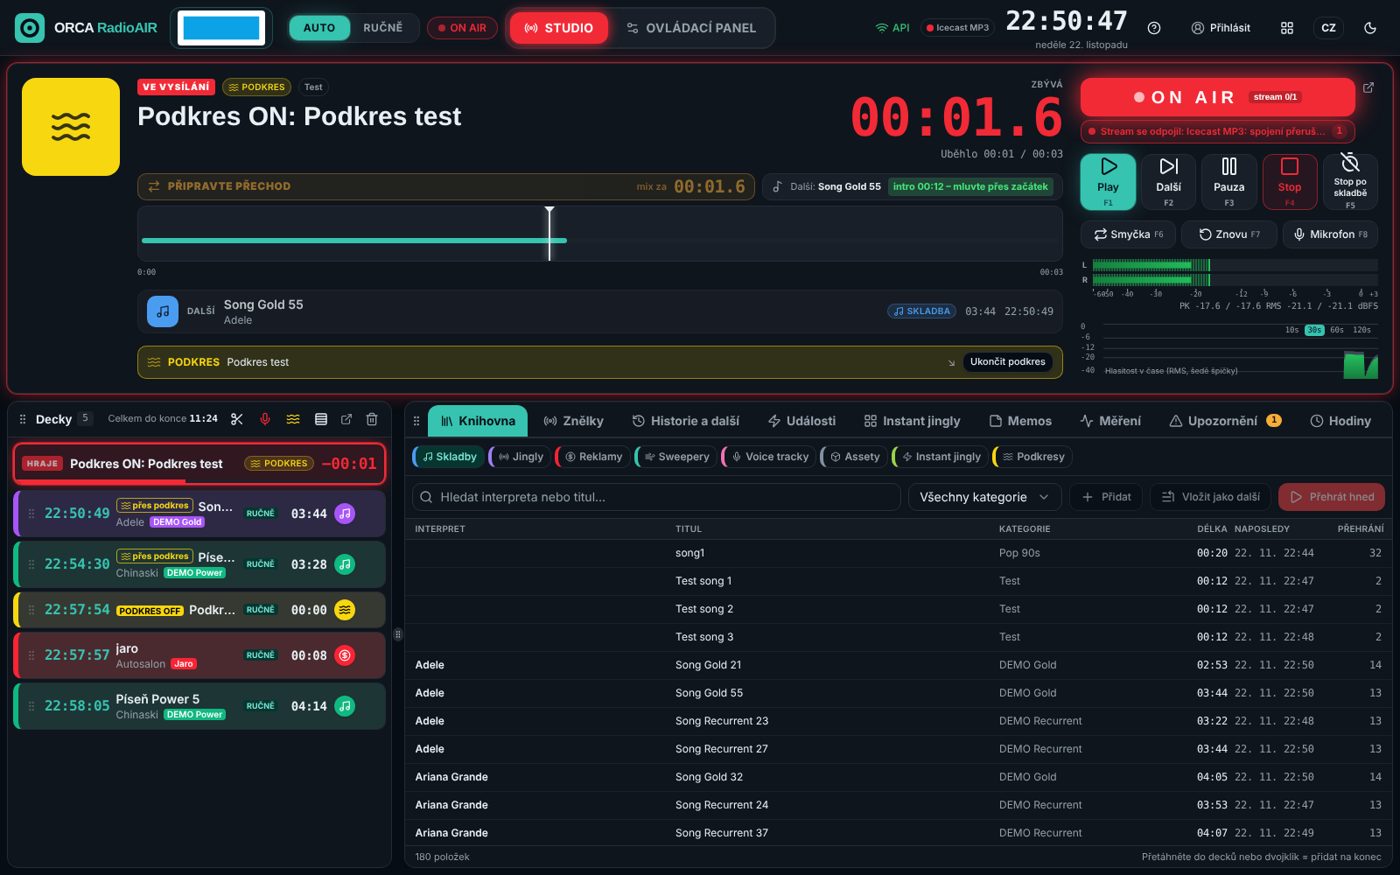 ORCA RadioAIR
AUTO
RUČNĚ
ON AIR
STUDIO
OVLÁDACÍ PANEL
API
Icecast MP3
22:50:47
neděle 22. listopadu
Přihlásit
CZ
VE VYSÍLÁNÍ
PODKRES
Test
Podkres ON: Podkres test
ZBÝVÁ
00:01.6
Uběhlo 00:01 / 00:03
PŘIPRAVTE PŘECHOD
mix za 00:01.6
Další: Song Gold 55
intro 00:12 – mluvte přes začátek
0:00
00:03
DALŠÍ
Song Gold 55
Adele
SKLADBA
03:44
22:50:49
PODKRES
Podkres test
Ukončit podkres
ON AIR
stream 0/1
Stream se odpojil: Icecast MP3: spojení přeruš...
1
Play
F1
Další
F2
Pauza
F3
Stop
F4
Stop po skladbě
F5
Smyčka F6
Znovu F7
Mikrofon F8
L
R
-40 -30 -20 -12 -9 -6 -3 0 +3
PK -17.6 / -17.6 RMS -21.1 / -21.1 dBFS
0
-6
-12
-20
-40
10s 30s 60s 120s
Hlasitost v čase (RMS, šedě špičky)
Decky 5
Celkem do konce 11:24
HRAJE
Podkres ON: Podkres test
PODKRES
−00:01
22:50:49
přes podkres Son...
Adele DEMO Gold
RUČNĚ
03:44
22:54:30
přes podkres Píse...
Chinaski DEMO Power
RUČNĚ
03:28
22:57:54
PODKRES OFF Podkr...
RUČNĚ
00:00
22:57:57
jaro
Autosalon Jaro
RUČNĚ
00:08
22:58:05
Píseň Power 5
Chinaski DEMO Power
RUČNĚ
04:14
Knihovna
Znělky
Historie a další
Události
Instant jingly
Memos
Měření
Upozornění 1
Hodiny
Skladby
Jingly
Reklamy
Sweepery
Voice tracky
Assety
Instant jingly
Podkresy
Hledat interpreta nebo titul...
Všechny kategorie
Přidat
Vložit jako další
Přehrát hned
INTERPRET TITUL KATEGORIE DÉLKA NAPOSLEDY PŘEHRÁNÍ
song1 Pop 90s 00:20 22. 11. 22:44 32
Test song 1 Test 00:12 22. 11. 22:47 2
Test song 2 Test 00:12 22. 11. 22:47 2
Test song 3 Test 00:12 22. 11. 22:48 2
Adele Song Gold 21 DEMO Gold 02:53 22. 11. 22:50 14
Adele Song Gold 55 DEMO Gold 03:44 22. 11. 22:50 13
Adele Song Recurrent 23 DEMO Recurrent 03:22 22. 11. 22:48 13
Adele Song Recurrent 27 DEMO Recurrent 03:44 22. 11. 22:50 13
Ariana Grande Song Gold 32 DEMO Gold 04:05 22. 11. 22:50 14
Ariana Grande Song Recurrent 24 DEMO Recurrent 03:53 22. 11. 22:47 13
Ariana Grande Song Recurrent 37 DEMO Recurrent 04:07 22. 11. 22:49 13
180 položek
Přetáhněte do decků nebo dvojklik = přidat na konec